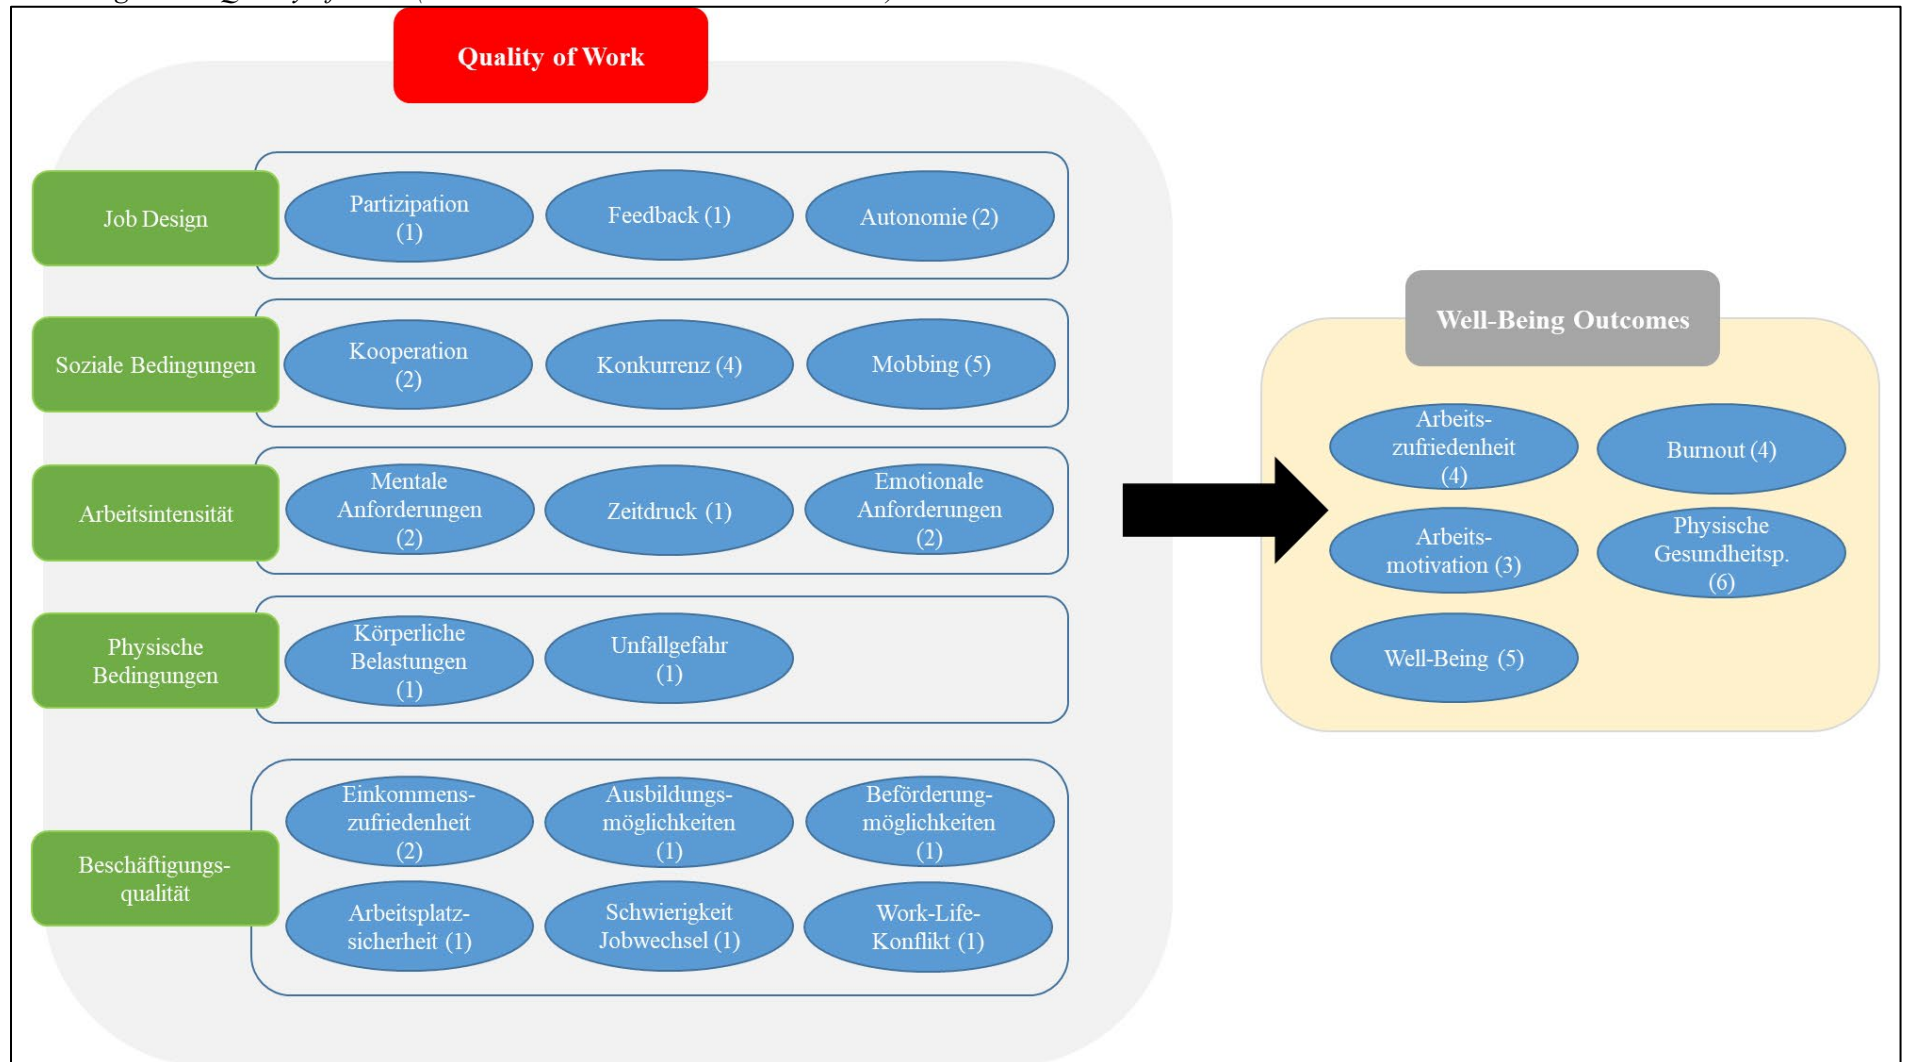 Quality of Work
Job Design
Partizipation
(1)
Feedback (1)
Autonomie (2)
Soziale Bedingungen
Kooperation
(2)
Konkurrenz (4)
Mobbing (5)
Arbeitsintensität
Mentale
Anforderungen
(2)
Zeitdruck (1)
Emotionale
Anforderungen
(2)
Physische
Bedingungen
Körperliche
Belastungen
(1)
Unfallgefahr
(1)
Beschäftigungs-
qualität
Einkommens-
zufriedenheit
(2)
Ausbildungs-
möglichkeiten
(1)
Beförderung-
möglichkeiten
(1)
Arbeitsplatz-
sicherheit (1)
Schwierigkeit
Jobwechsel (1)
Work-Life-
Konflikt (1)
Well-Being Outcomes
Arbeits-
zufriedenheit
(4)
Burnout (4)
Arbeits-
motivation (3)
Physische
Gesundheitsp.
(6)
Well-Being (5)